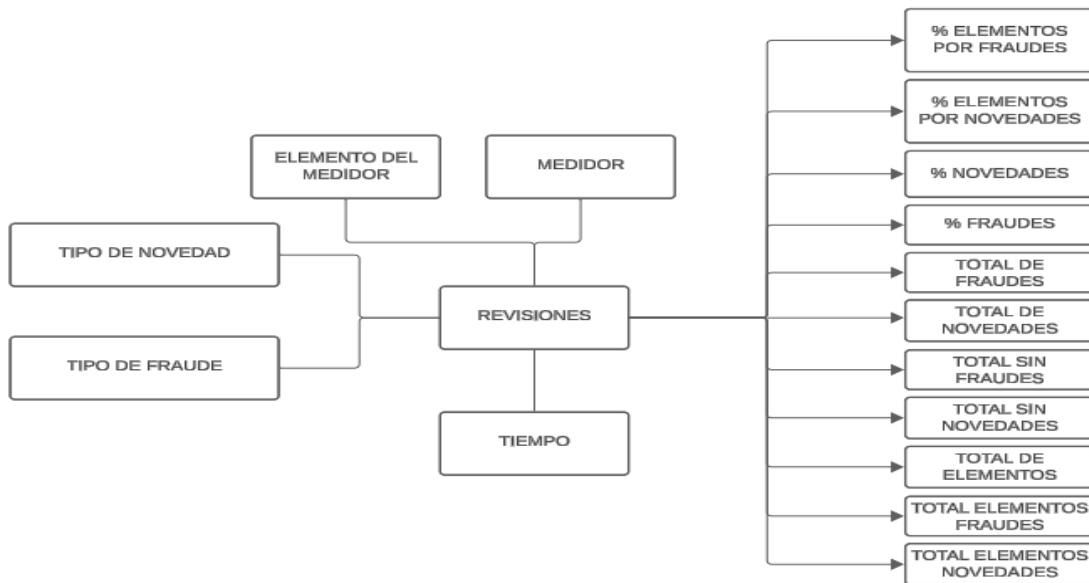 ELEMENTO DEL
MEDIDOR
MEDIDOR
TIPO DE NOVEDAD
TIPO DE FRAUDE
REVISIONES
TIEMPO
% ELEMENTOS
POR FRAUDES
% ELEMENTOS
POR NOVEDADES
% NOVEDADES
% FRAUDES
TOTAL DE
FRAUDES
TOTAL DE
NOVEDADES
TOTAL SIN
FRAUDES
TOTAL SIN
NOVEDADES
TOTAL DE
ELEMENTOS
TOTAL ELEMENTOS
FRAUDES
TOTAL ELEMENTOS
NOVEDADES